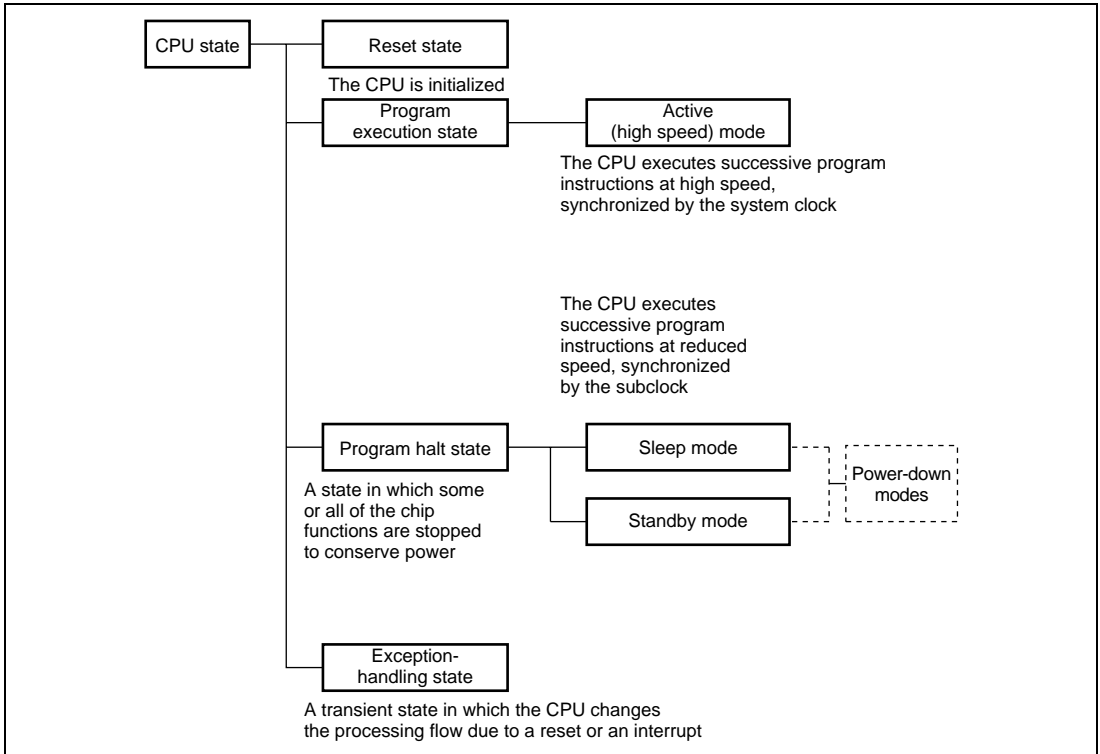 CPU state
Reset state
The CPU is initialized
Program
execution state
Active
(high speed) mode
The CPU executes successive program
instructions at high speed,
synchronized by the system clock
The CPU executes
successive program
instructions at reduced
speed, synchronized
by the subclock
Program halt state
Sleep mode
Power-down
modes
A state in which some
or all of the chip
functions are stopped
to conserve power
Standby mode
Exception-
handling state
A transient state in which the CPU changes
the processing flow due to a reset or an interrupt